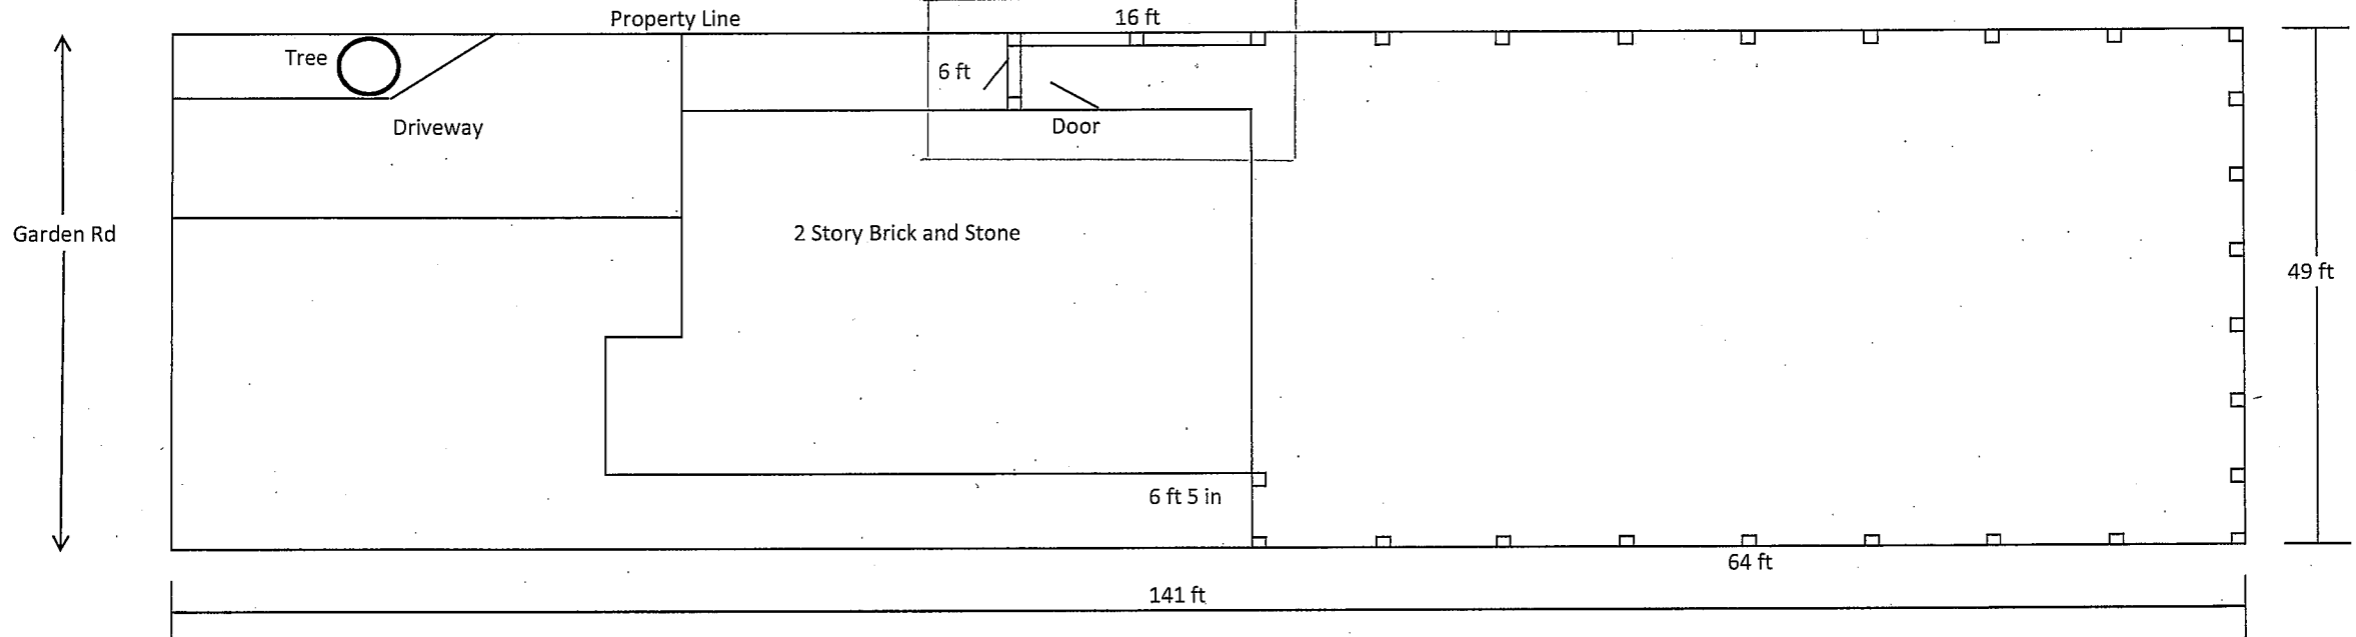 Property Line
16 ft
Tree
6 ft
Driveway
Door
Garden Rd
2 Story Brick and Stone
49 ft
6 ft 5 in
64 ft
141 ft